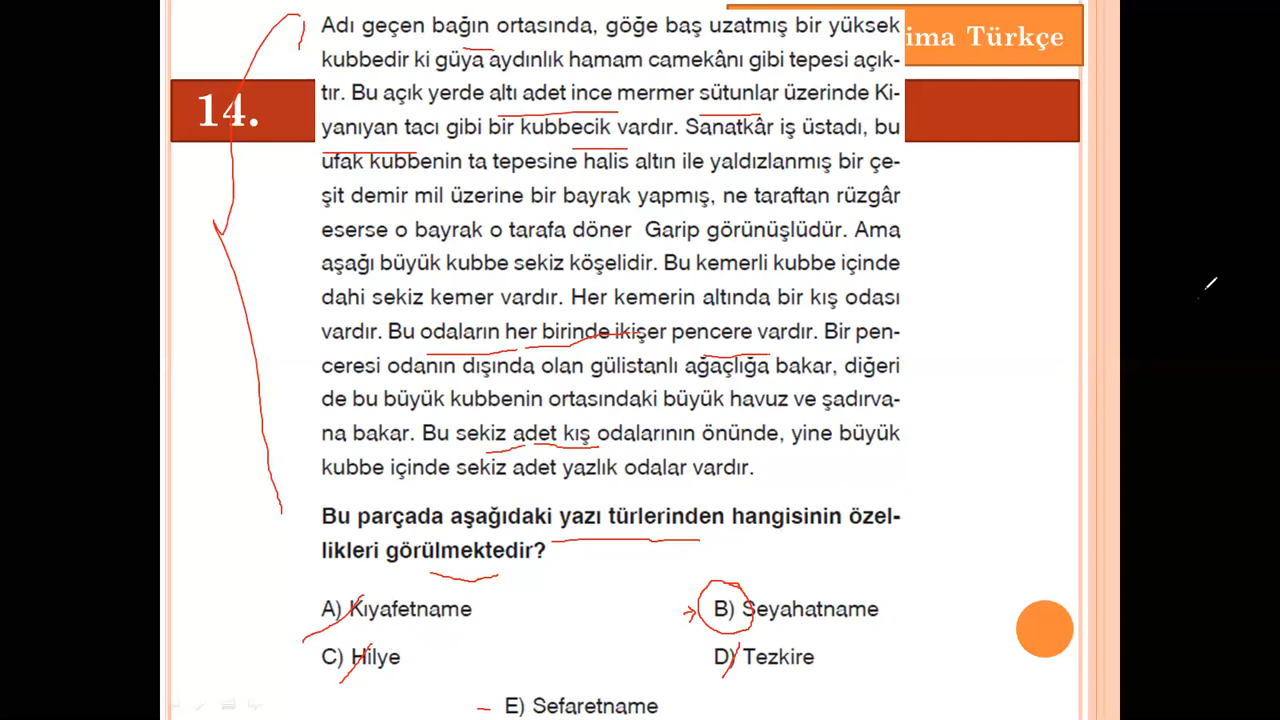 ima Türkçe
14.
Adı geçen bağın ortasında, göğe baş uzatmış bir yüksek
kubbedir ki güya aydınlık hamam camekânı gibi tepesi açık-
tır. Bu açık yerde altı adet ince mermer sütunlar üzerinde Ki-
yanıyan tacı gibi bir kubbecik vardır. Sanatkâr iş üstadı, bu
ufak kubbenin ta tepesine halis altın ile yaldızlanmış bir çe-
şit demir mil üzerine bir bayrak yapmış, ne taraftan rüzgâr
eserse o bayrak o tarafa döner Garip görünüşlüdür. Ama
aşağı büyük kubbe sekiz köşelidir. Bu kemerli kubbe içinde
dahi sekiz kemer vardır. Her kemerin altında bir kış odası
vardır. Bu odaların her birinde ikişer pencere vardır. Bir pen-
ceresi odanın dışında olan gülistanlı ağaçlığa bakar, diğeri
de bu büyük kubbenin ortasındaki büyük havuz ve şadırva-
na bakar. Bu sekiz adet kış odalarının önünde, yine büyük
kubbe içinde sekiz adet yazlık odalar vardır.
Bu parçada aşağıdaki yazı türlerinden hangisinin özel-
likleri görülmektedir?
A) Kıyafetname
B) Seyahatname
C) Hilye
D) Tezkire
E) Sefaretname